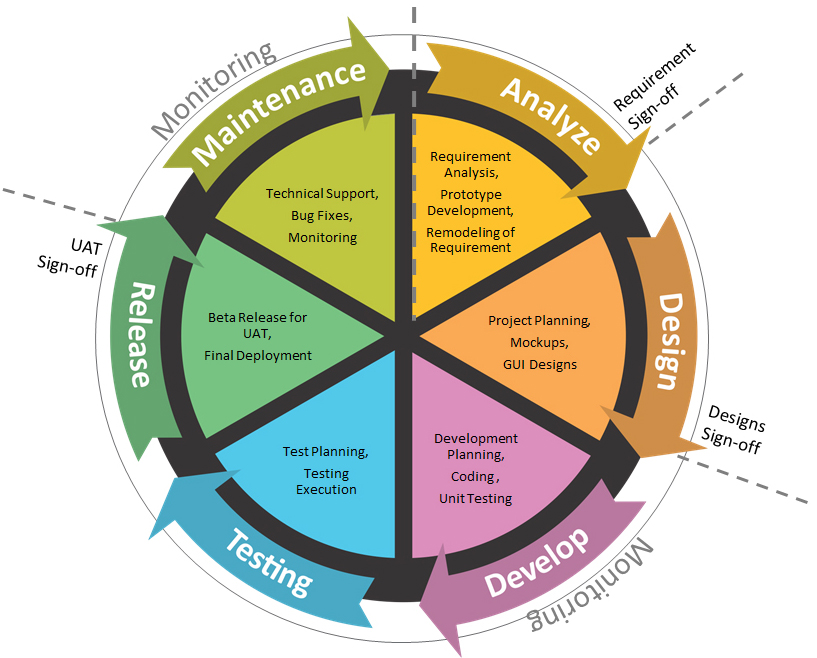 Monitoring
Maintenance
Analyze
Requirement
Sign-off
Requirement
Analysis,
Prototype
Development,
Remodeling of
Requirement
Technical Support,
Bug Fixes,
Monitoring
UAT
Sign-off
Release
Beta Release for
UAT,
Final Deployment
Project Planning,
Mockups,
GUI Designs
Design
Designs
Sign-off
Test Planning,
Testing
Execution
Development
Planning,
Coding ,
Unit Testing
Testing
Develop
Monitoring